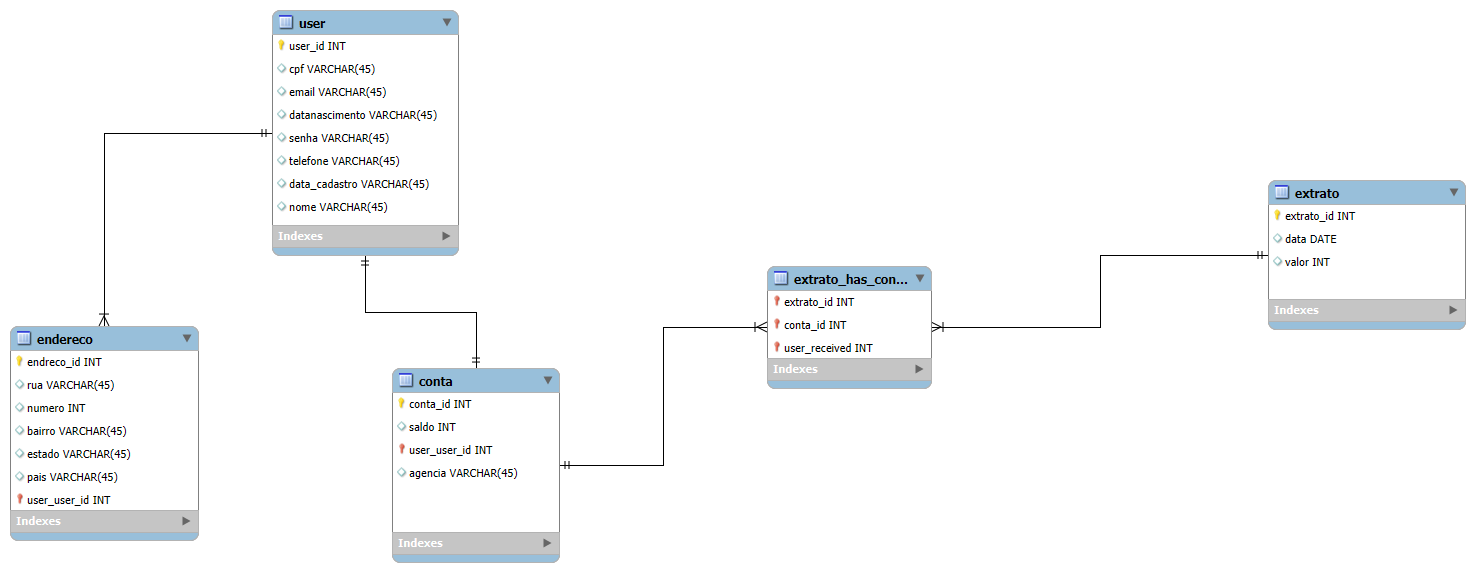 user
user_id INT
cpf VARCHAR(45)
email VARCHAR(45)
datanascimento VARCHAR(45)
senha VARCHAR(45)
telefone VARCHAR(45)
data_cadastro VARCHAR(45)
nome VARCHAR(45)
Indexes
endereco
endreco_id INT
rua VARCHAR(45)
numero INT
bairro VARCHAR(45)
estado VARCHAR(45)
pais VARCHAR(45)
user_user_id INT
Indexes
conta
conta_id INT
saldo INT
user_user_id INT
agencia VARCHAR(45)
Indexes
extrato_has_con...
extrato_id INT
conta_id INT
user_received INT
Indexes
extrato
extrato_id INT
data DATE
valor INT
Indexes